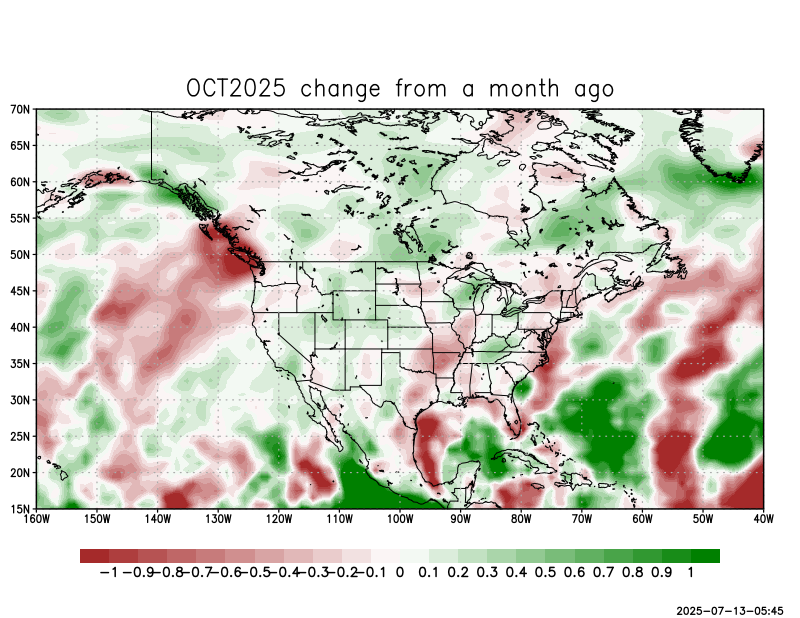 OCT2025 change from a month ago
70N
65N
60N
55N
50N
45N
40N
35N
30N
25N
20N
15N
160W 150W 140W 130W 120W 110W 100W 90W 80W 70W 60W 50W 40W
-1 -0.9 -0.8 -0.7 -0.6 -0.5 -0.4 -0.3 -0.2 -0.1 0 0.1 0.2 0.3 0.4 0.5 0.6 0.7 0.8 0.9 1
2025-07-13-05:45